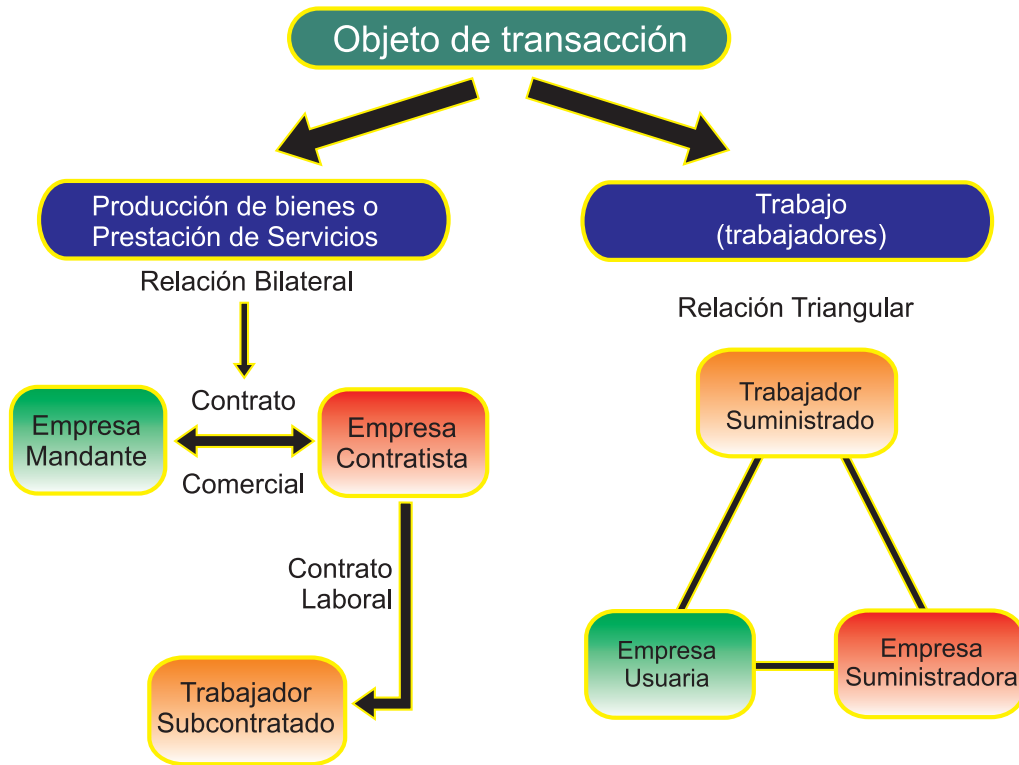 Objeto de transacción
Producción de bienes o
Prestación de Servicios
Relación Bilateral
Contrato
Comercial
Empresa
Mandante
Empresa
Contratista
Contrato
Laboral
Trabajador
Subcontratado
Trabajo
(trabajadores)
Relación Triangular
Trabajador
Suministrado
Empresa
Usuaria
Empresa
Suministradora